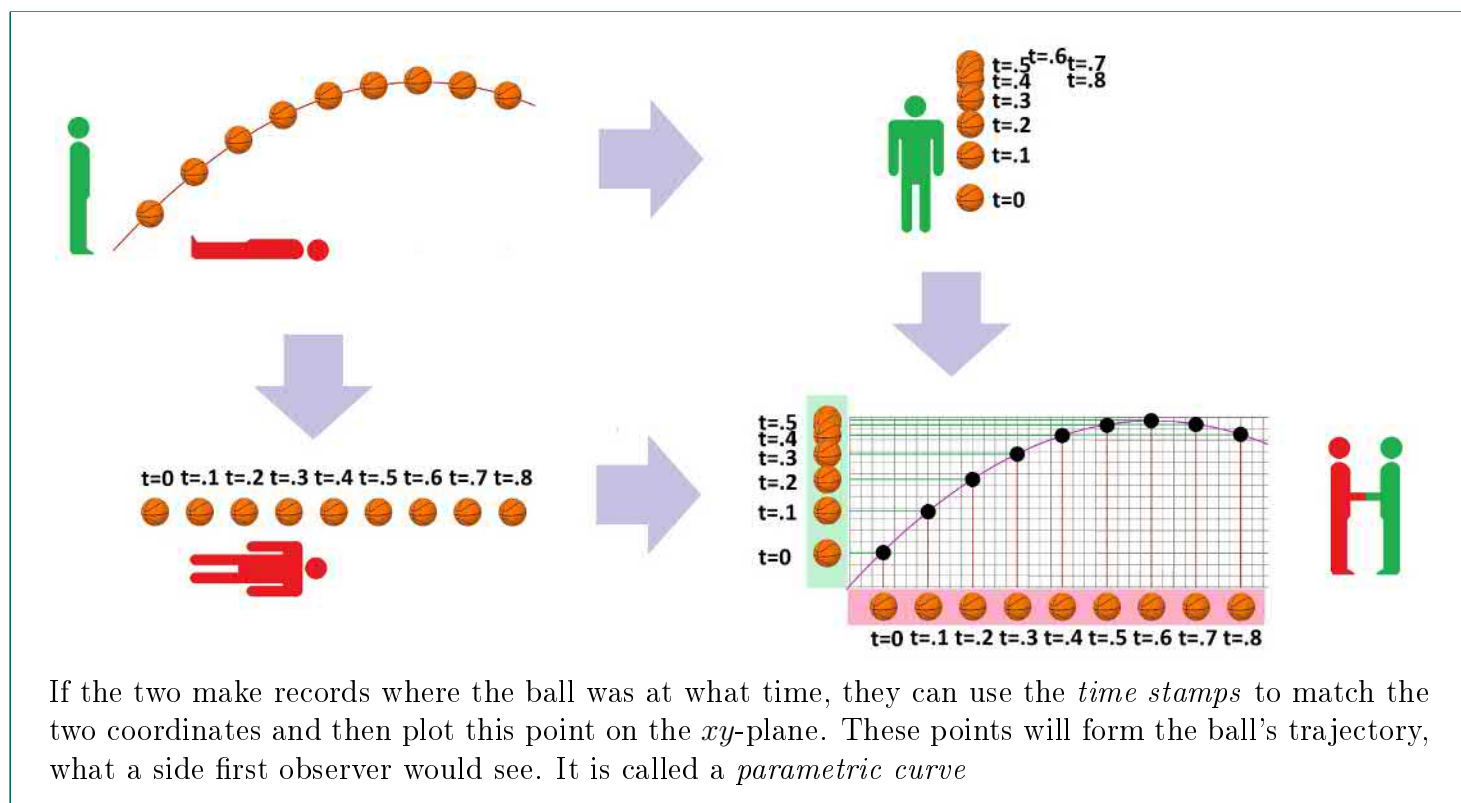 t=.5 t=.6 t=.7
t=.4 t=.8
t=.3
t=.2
t=.1
t=0
t=0 t=.1 t=.2 t=.3 t=.4 t=.5 t=.6 t=.7 t=.8
t=.5
t=.4
t=.3
t=.2
t=.1
t=0
t=0 t=.1 t=.2 t=.3 t=.4 t=.5 t=.6 t=.7 t=.8
If the two make records where the ball was at what time, they can use the time stamps to match the
two coordinates and then plot this point on the xy-plane. These points will form the ball's trajectory,
what a side first observer would see. It is called a parametric curve